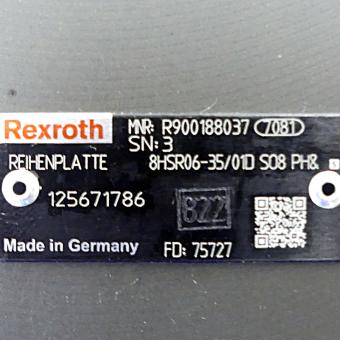 Rexroth MNR: R900188037 7081
SN: 3
REIHENPLATTE 8HSR06-35/01D S08 PH&
125671786 822
Made in Germany FD: 75727